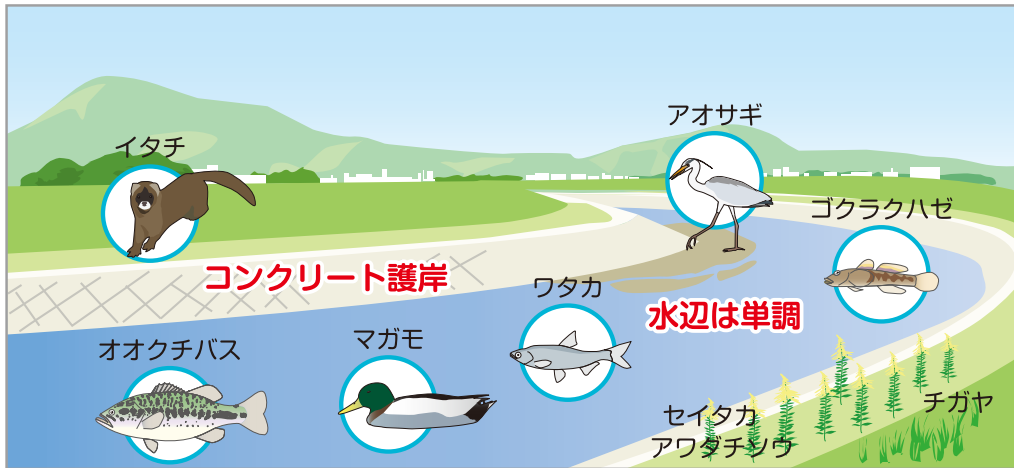 アオサギ
イタチ
ゴクラクハゼ
コンクリート護岸
ワタカ
水辺は単調
マガモ
オオクチバス
チガヤ
セイタカ
アワダチソウ